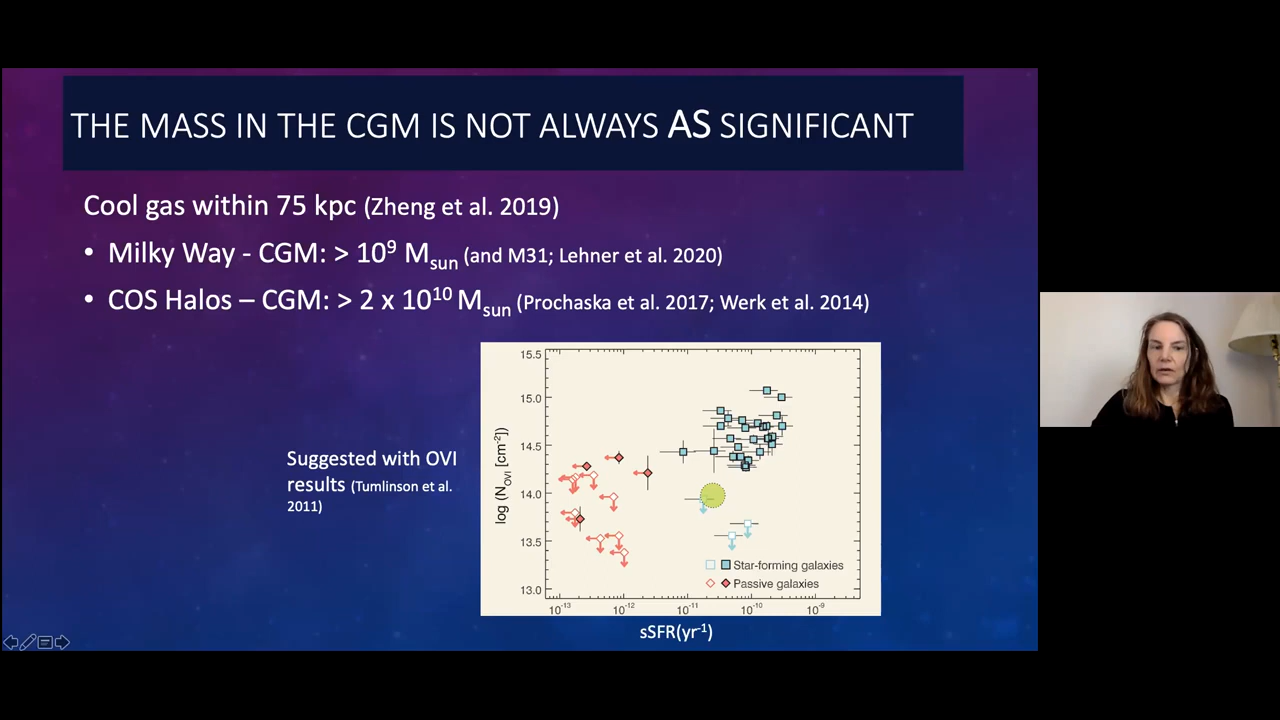 THE MASS IN THE CGM IS NOT ALWAYS AS SIGNIFICANT
Cool gas within 75 kpc (Zheng et al. 2019)
• Milky Way - CGM: > 10⁹ Msun (and M31; Lehner et al. 2020)
• COS Halos – CGM: > 2 x 10¹⁰ Msun (Prochaska et al. 2017; Werk et al. 2014)
Suggested with OVI
results (Tumlinson et al.
2011)
log (NOVI [cm⁻²])
15.5
15.0
14.5
14.0
13.5
13.0
Star-forming galaxies
Passive galaxies
10⁻¹³ 10⁻¹² 10⁻¹¹ 10⁻¹⁰ 10⁻⁹
sSFR(yr⁻¹)